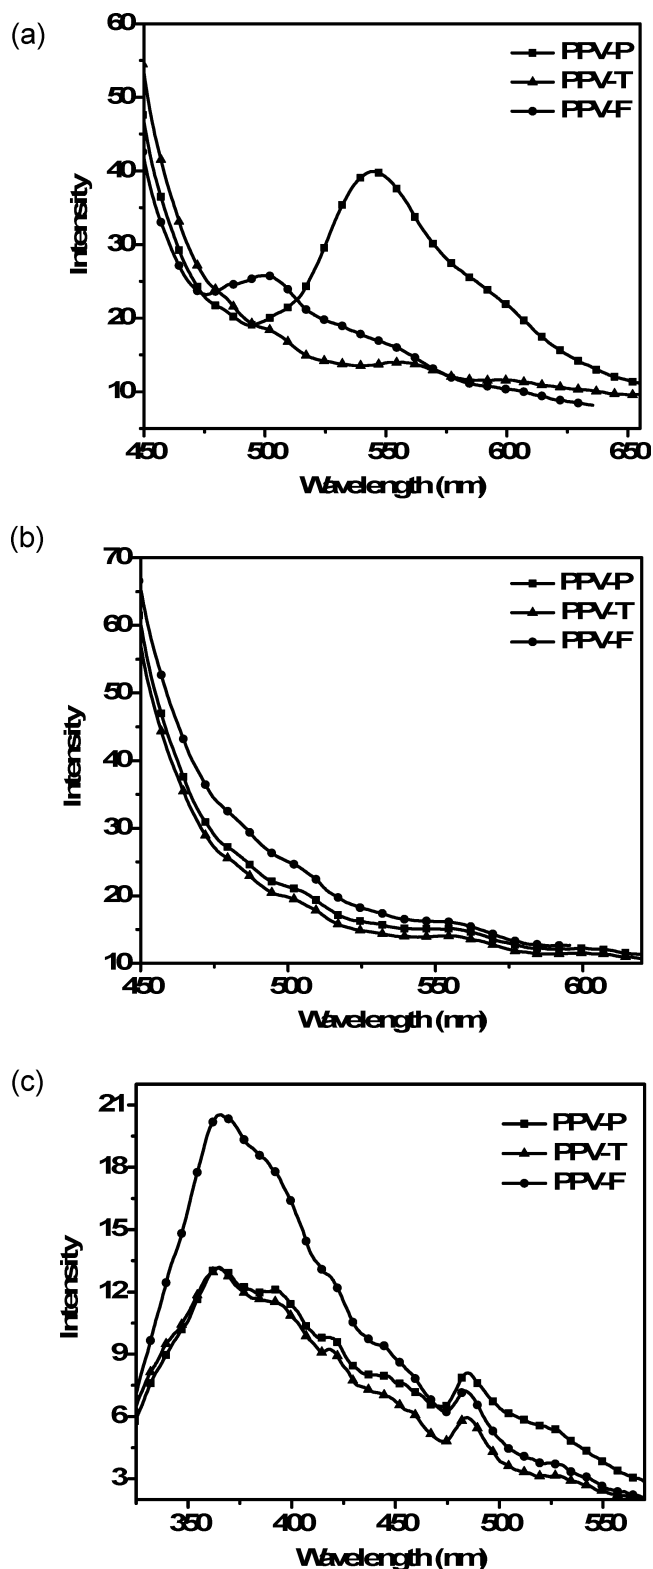 (a)
60
50
40
30
20
10
Intensity
PPV-P
PPV-T
PPV-F
450 500 550 600 650
Wavelength (nm)
(b)
70
60
50
40
30
20
10
Intensity
PPV-P
PPV-T
PPV-F
450 500 550 600
Wavelength (nm)
(c)
21
18
15
12
9
6
3
Intensity
PPV-P
PPV-T
PPV-F
350 400 450 500 550
Wavelength (nm)